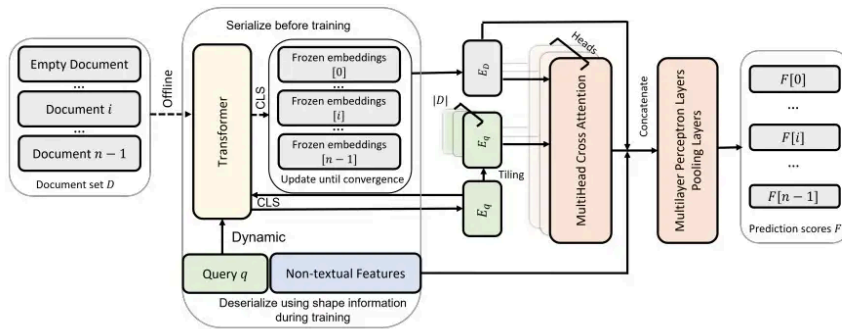 Serialize before training
Empty Document
...
Document i
...
Document n − 1
Document set D
Offline
Transformer
CLS
Frozen embeddings
[0]
...
Frozen embeddings
[i]
...
Frozen embeddings
[n − 1]
Update until convergence
CLS
Dynamic
Query q
Non-textual Features
Deserialize using shape information
during training
E_D
|D|
E_q
Tiling
E_q
Heads
MultiHead Cross Attention
Concatenate
Multilayer Perceptron Layers
Pooling Layers
F[0]
...
F[i]
...
F[n − 1]
Prediction scores F